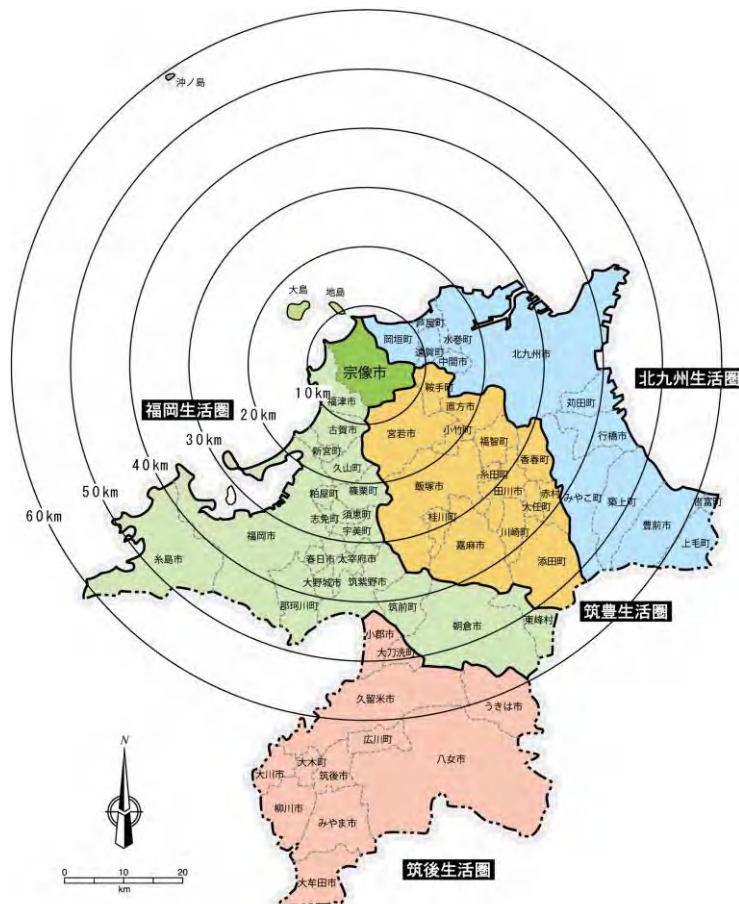 沖ノ島
大島
地島
芦屋町
岡垣町
水巻町
遠賀町
中間市
北九州市
宗像市
北九州生活圏
鞍手町
10km
福津市
直方市
苅田町
福岡生活圏
20km
古賀市
宮若市
小竹町
福智町
行橋市
30km
新宮町
香春町
40km
久山町
飯塚市
糸田町
50km
粕屋町
篠栗町
田川市
赤村
みやこ町
築上町
吉富町
60km
志免町
須恵町
桂川町
大任町
豊前市
宇美町
川崎町
上毛町
福岡市
嘉麻市
糸島市
春日市
太宰府市
添田町
大野城市
筑紫野市
那珂川町
筑前町
筑豊生活圏
朝倉市
東峰村
小郡市
大刀洗町
久留米市
うきは市
広川町
大木町
八女市
大川市
筑後市
柳川市
みやま市
筑後生活圏
大牟田市
N
0 10 20
km